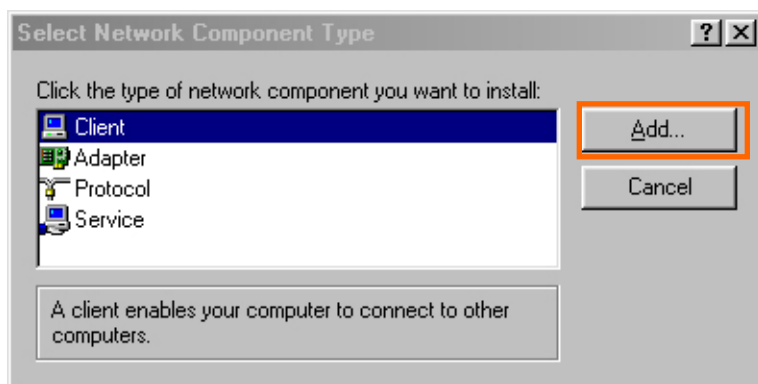 Select Network Component Type
Click the type of network component you want to install:
Client
Adapter
Protocol
Service
Add...
Cancel
A client enables your computer to connect to other
computers.